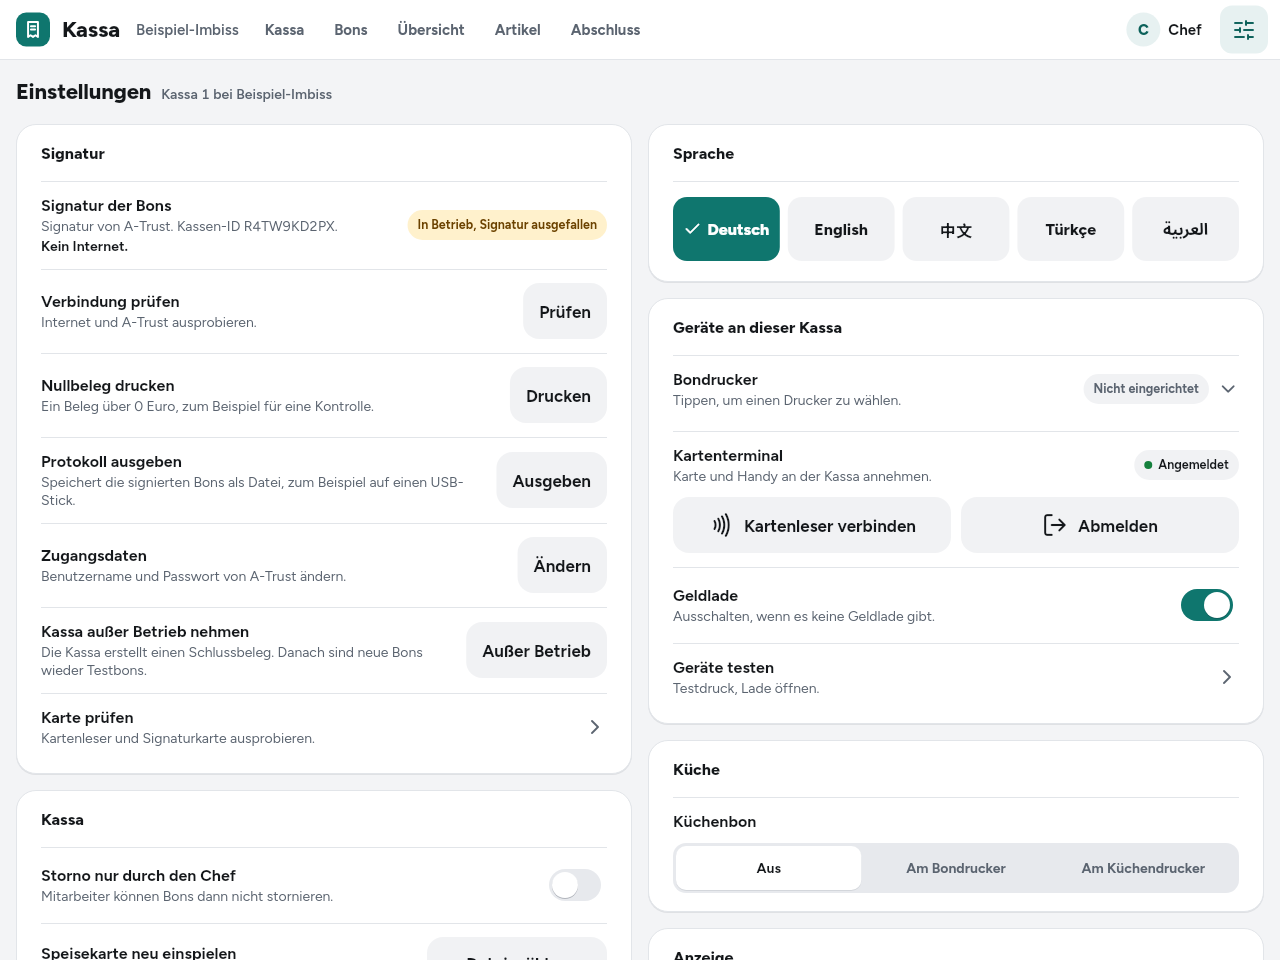 Kassa
Beispiel-Imbiss
Kassa
Bons
Übersicht
Artikel
Abschluss
C
Chef
Einstellungen
Kassa 1 bei Beispiel-Imbiss
Signatur
Signatur der Bons
Signatur von A-Trust. Kassen-ID R4TW9KD2PX.
Kein Internet.
In Betrieb, Signatur ausgefallen
Verbindung prüfen
Internet und A-Trust ausprobieren.
Prüfen
Nullbeleg drucken
Ein Beleg über 0 Euro, zum Beispiel für eine Kontrolle.
Drucken
Protokoll ausgeben
Speichert die signierten Bons als Datei, zum Beispiel auf einen USB-
Stick.
Ausgeben
Zugangsdaten
Benutzername und Passwort von A-Trust ändern.
Ändern
Kassa außer Betrieb nehmen
Die Kassa erstellt einen Schlussbeleg. Danach sind neue Bons
wieder Testbons.
Außer Betrieb
Karte prüfen
Kartenleser und Signaturkarte ausprobieren.
Kassa
Storno nur durch den Chef
Mitarbeiter können Bons dann nicht stornieren.
Speisekarte neu einspielen
Sprache
Deutsch
English
中文
Türkçe
العربية
Geräte an dieser Kassa
Bondrucker
Tippen, um einen Drucker zu wählen.
Nicht eingerichtet
Kartenterminal
Karte und Handy an der Kassa annehmen.
Angemeldet
Kartenleser verbinden
Abmelden
Geldlade
Ausschalten, wenn es keine Geldlade gibt.
Geräte testen
Testdruck, Lade öffnen.
Küche
Küchenbon
Aus
Am Bondrucker
Am Küchendrucker
Anzeige